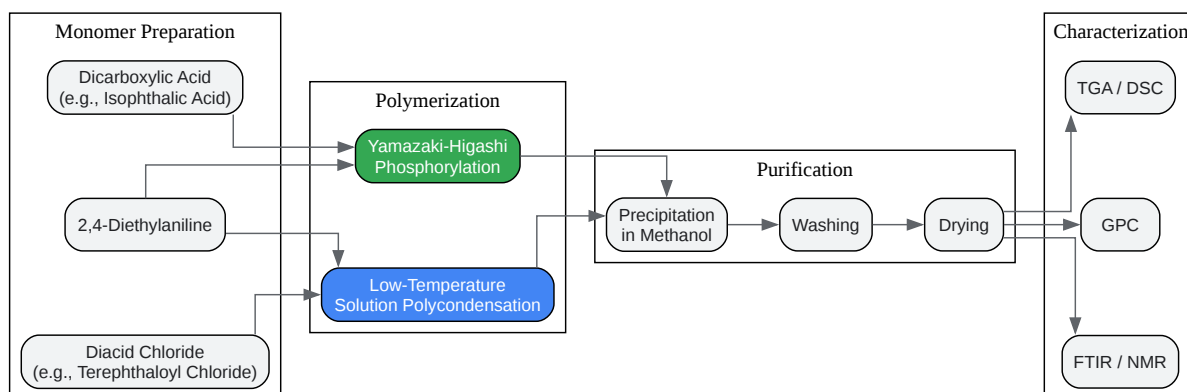 Monomer Preparation
Dicarboxylic Acid
(e.g., Isophthalic Acid)
2,4-Diethylaniline
Diacid Chloride
(e.g., Terephthaloyl Chloride)
Polymerization
Yamazaki-Higashi
Phosphorylation
Low-Temperature
Solution Polycondensation
Purification
Precipitation
in Methanol
Washing
Drying
Characterization
TGA / DSC
GPC
FTIR / NMR